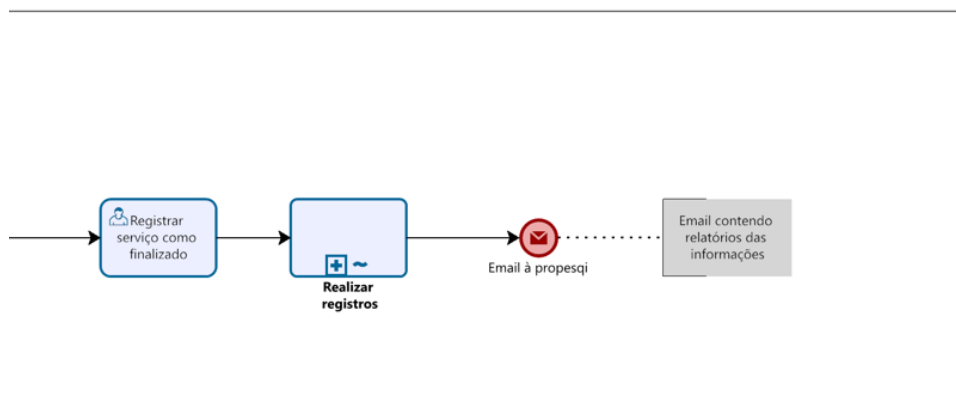 Registrar
serviço como
finalizado
Realizar
registros
Email à propesqi
Email contendo
relatórios das
informações